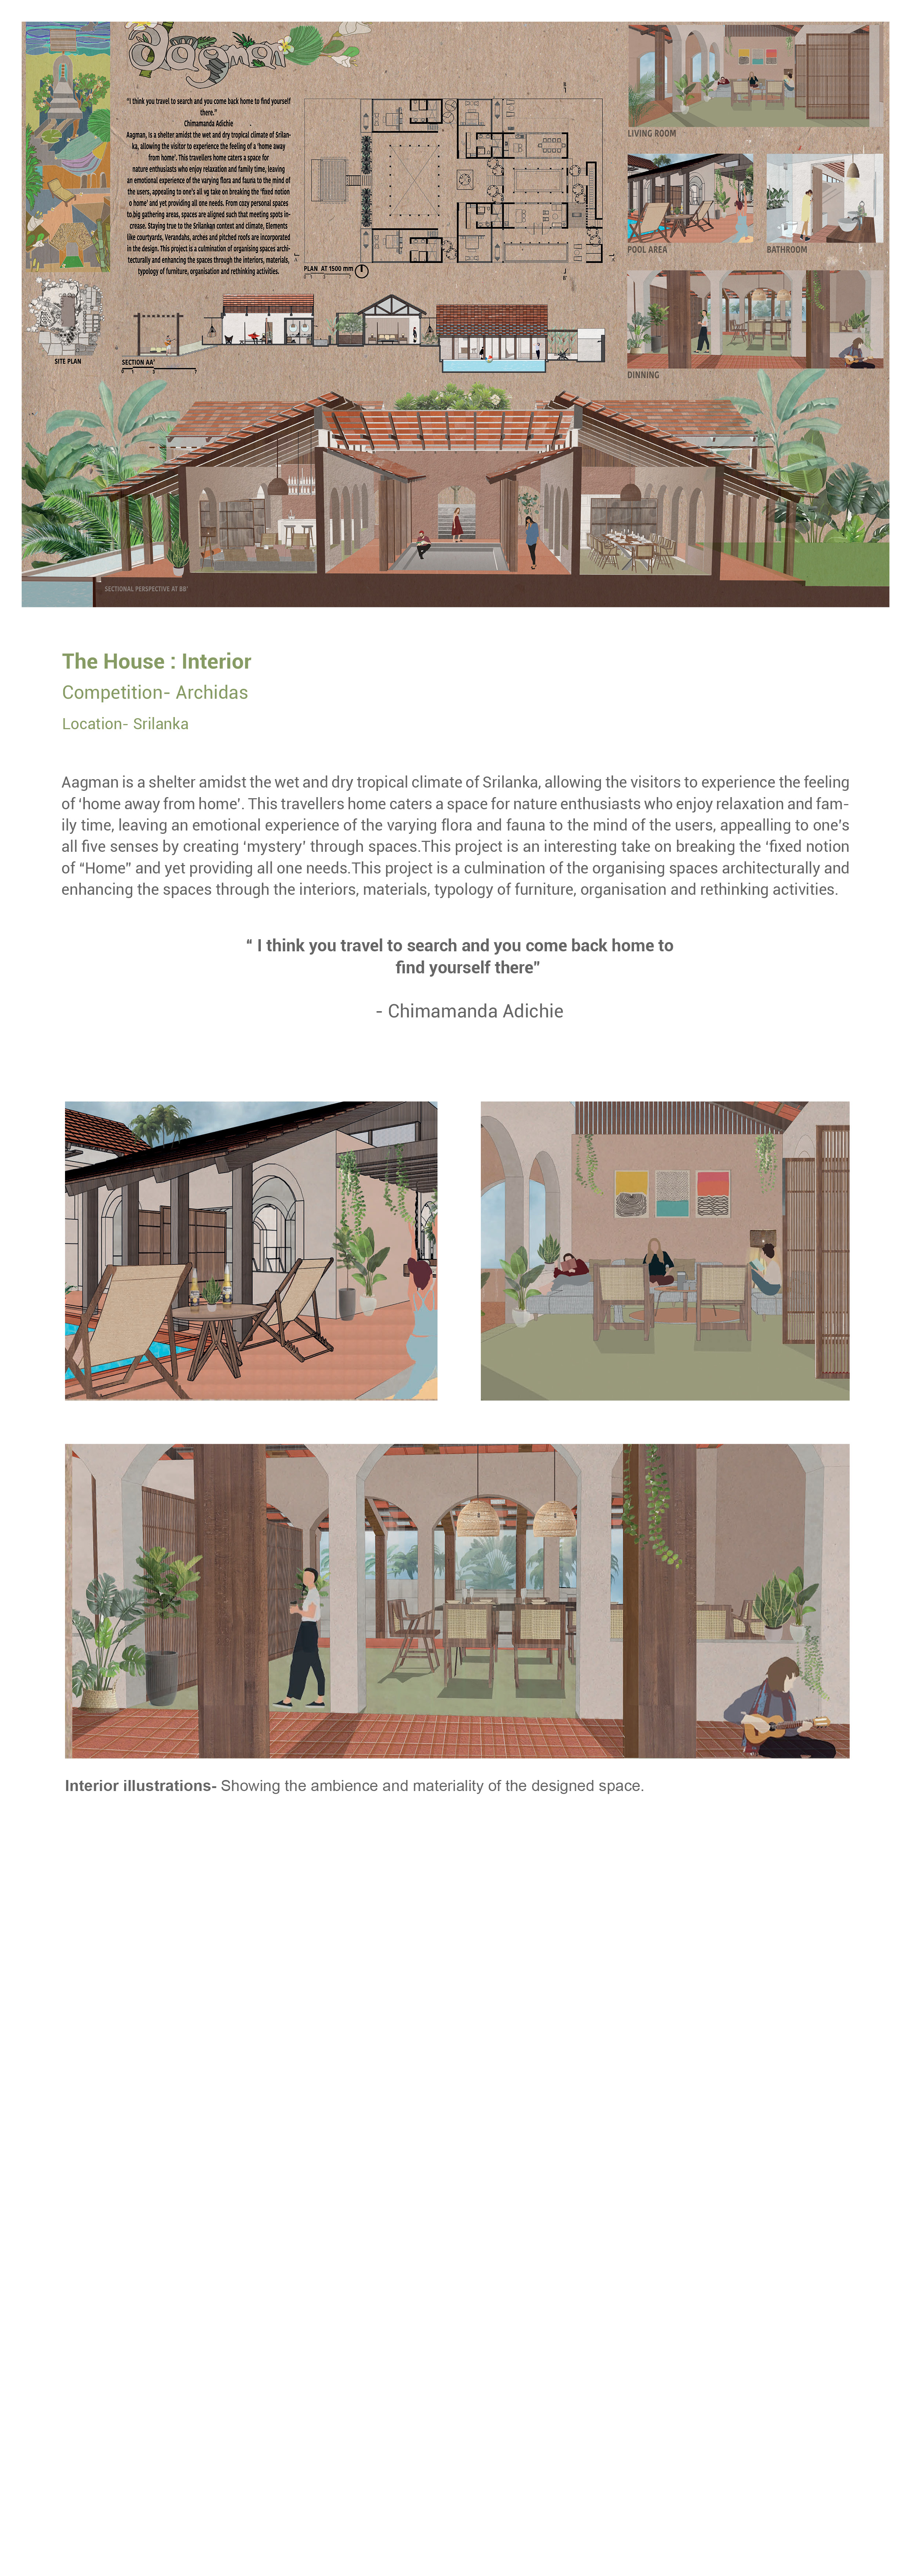 Aagman
"I think you travel to search and you come back home to find yourself
there."
Chimamanda Adichie
Aagman, is a shelter amidst the wet and dry tropical climate of Srilan-
ka, allowing the visitor to experience the feeling of a 'home away
from home'. This travellers home caters a space for
nature enthusiasts who enjoy relaxation and family time, leaving
an emotional experience of the varying flora and fauna to the mind of
the users, appealing to one's all vg take on breaking the 'fixed notion
o home' and yet providing all one needs. From cozy personal spaces
to.big gathering areas, spaces are aligned such that meeting spots in-
crease. Staying true to the Srilankan context and climate, Elements
like courtyards, Verandahs, arches and pitched roofs are incorporated
in the design. This project is a culmination of organising spaces archi-
tecturally and enhancing the spaces through the interiors, materials,
typology of furniture, organisation and rethinking activities.
PLAN AT 1500 mm
SITE PLAN
SECTION AA'
LIVING ROOM
POOL AREA
BATHROOM
DINNING
SECTIONAL PERSPECTIVE AT BB'
The House : Interior
Competition- Archidas
Location- Srilanka
Aagman is a shelter amidst the wet and dry tropical climate of Srilanka, allowing the visitors to experience the feeling
of 'home away from home'. This travellers home caters a space for nature enthusiasts who enjoy relaxation and fam-
ily time, leaving an emotional experience of the varying flora and fauna to the mind of the users, appealling to one's
all five senses by creating 'mystery' through spaces.This project is an interesting take on breaking the 'fixed notion
of "Home" and yet providing all one needs.This project is a culmination of the organising spaces architecturally and
enhancing the spaces through the interiors, materials, typology of furniture, organisation and rethinking activities.
" I think you travel to search and you come back home to
find yourself there"
- Chimamanda Adichie
Interior illustrations- Showing the ambience and materiality of the designed space.